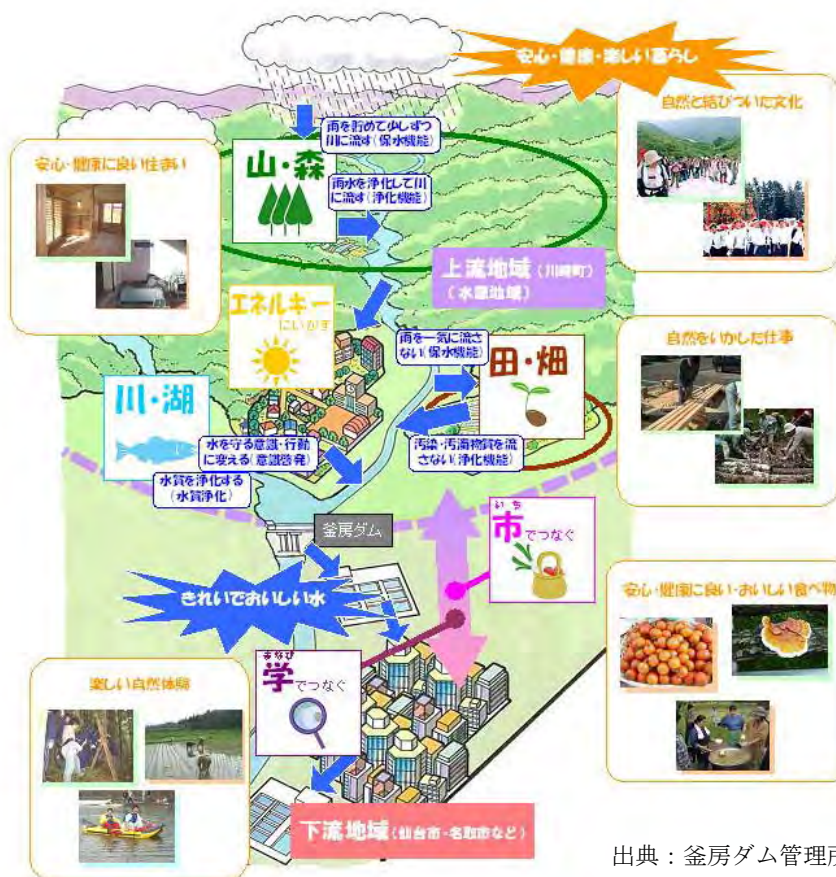 安心・健康・楽しい暮らし
自然と結びついた文化
雨を貯めて少しずつ
川に流す(保水機能)
山・森
安心・健康に良い住まい
雨水を浄化して川
に流す(浄化機能)
上流地域(川崎町)
(水源地域)
エネルギー
にいかす
雨を一気に流さ
ない(保水機能)
田・畑
自然をいかした仕事
川・湖
水を守る意識・行動
に変える(意識啓発)
汚染・汚濁物質を流
さない(浄化機能)
水質を浄化する
(水質浄化)
いち
市でつなぐ
釜房ダム
きれいでおいしい水
安心・健康に良い・おいしい食べ物
まなび
学でつなぐ
楽しい自然体験
下流地域(仙台市・名取市など)
出典：釜房ダム管理所